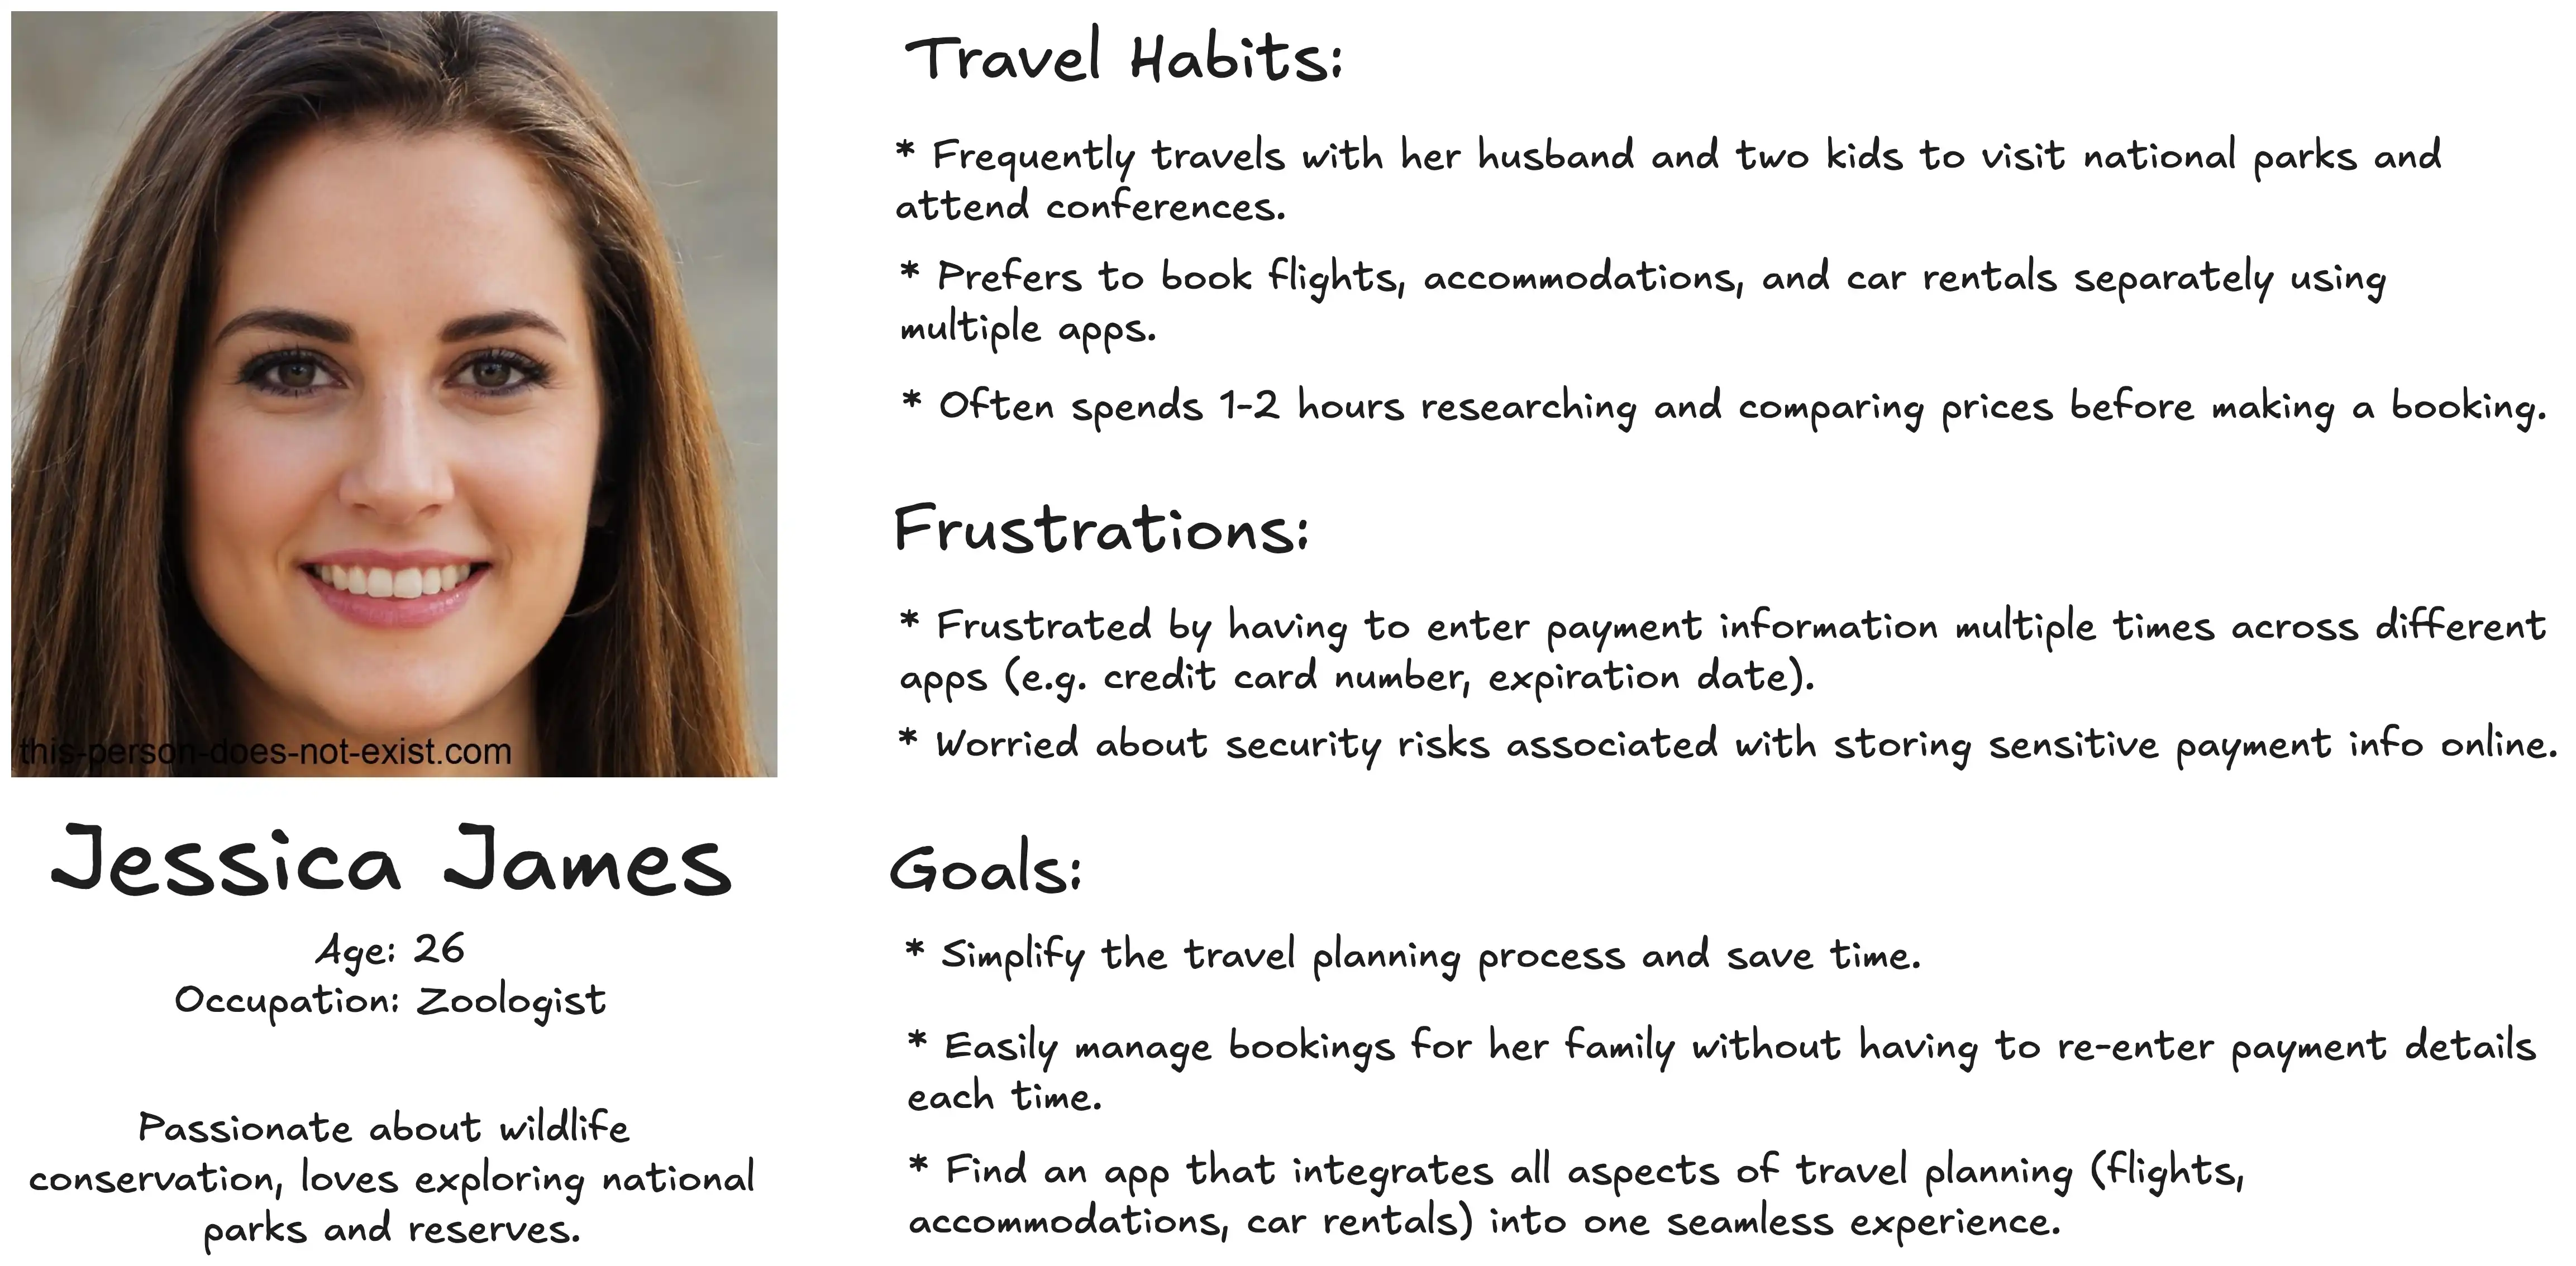 this-person-does-not-exist.com
Jessica James
Age: 26
Occupation: Zoologist
Passionate about wildlife
conservation, loves exploring national
parks and reserves.
Travel Habits:
* Frequently travels with her husband and two kids to visit national parks and
attend conferences.
* Prefers to book flights, accommodations, and car rentals separately using
multiple apps.
* Often spends 1-2 hours researching and comparing prices before making a booking.
Frustrations:
* Frustrated by having to enter payment information multiple times across different
apps (e.g. credit card number, expiration date).
* Worried about security risks associated with storing sensitive payment info online.
Goals:
* Simplify the travel planning process and save time.
* Easily manage bookings for her family without having to re-enter payment details
each time.
* Find an app that integrates all aspects of travel planning (flights,
accommodations, car rentals) into one seamless experience.